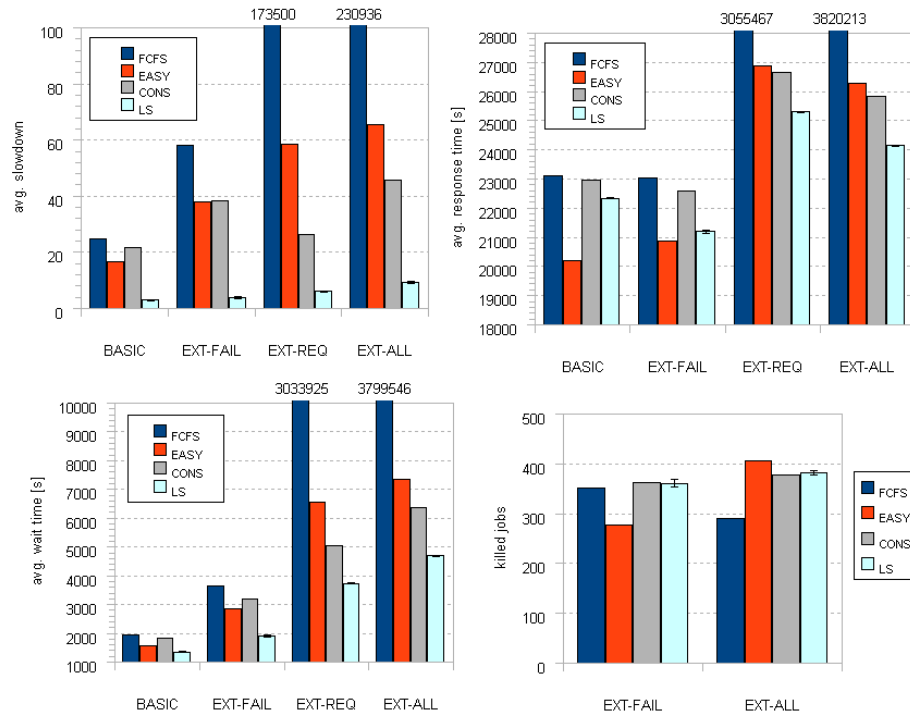 173500 230936
100
80
60
40
20
0
avg. slowdown
FCFS
EASY
CONS
LS
BASIC EXT-FAIL EXT-REQ EXT-ALL
3055467 3820213
28000
27000
26000
25000
24000
23000
22000
21000
20000
19000
18000
avg. response time [s]
FCFS
EASY
CONS
LS
BASIC EXT-FAIL EXT-REQ EXT-ALL
3033925 3799546
10000
9000
8000
7000
6000
5000
4000
3000
2000
1000
avg. wait time [s]
FCFS
EASY
CONS
LS
BASIC EXT-FAIL EXT-REQ EXT-ALL
500
400
300
200
100
0
killed jobs
FCFS
EASY
CONS
LS
EXT-FAIL EXT-ALL